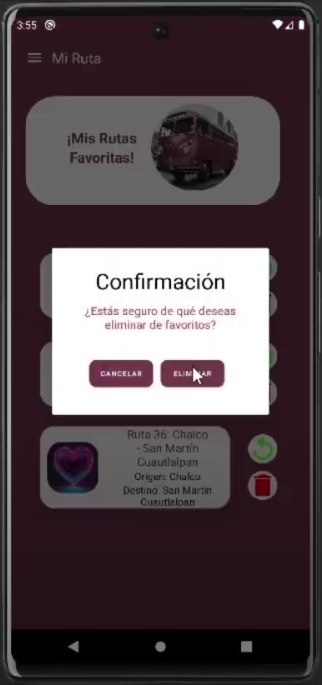 3:55
Mi Ruta
¡Mis Rutas
Favoritas!
Confirmación
¿Estás seguro de qué deseas
eliminar de favoritos?
CANCELAR
ELIMINAR
Ruta 36: Chalco
- San Martín
Cuautlalpan
Origen: Chalco
Destino: San Martín
Cuautlalpan